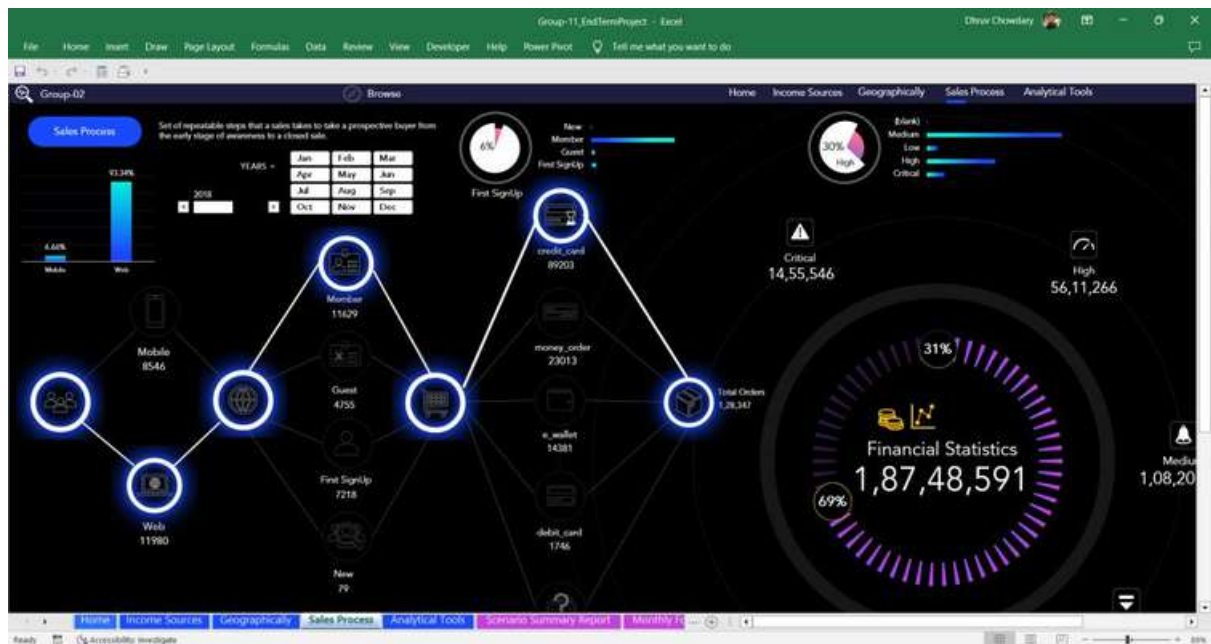 Group-11_EndTermProject - Excel
Dhruv Chowdary
File Home Insert Draw Page Layout Formulas Data Review View Developer Help Power Pivot Tell me what you want to do
Group-02
Browse
Home Income Sources Geographically Sales Process Analytical Tools
Sales Process
Set of repeatable steps that a sales takes to take a prospective buyer from
the early stage of awareness to a closed sale.
YEARS -
2018
Jan Feb Mar
Apr May Jun
Jul Aug Sep
Oct Nov Dec
93.34%
6.66%
Mobile Web
6%
First SignUp
New
Member
Guest
First SignUp
30%
High
(blank)
Medium
Low
High
Critical
Mobile
8546
Web
11980
Member
11629
Guest
4755
First SignUp
7218
New
79
credit_card
89203
money_order
23013
e_wallet
14381
debit_card
1746
?
Total Orders
1,28,347
Critical
14,55,546
High
56,11,266
31%
Financial Statistics
1,87,48,591
69%
Mediu
1,08,20
Home Income Sources Geographically Sales Process Analytical Tools Scenario Summary Report Monthly Fo ...
Ready Accessibility: Investigate